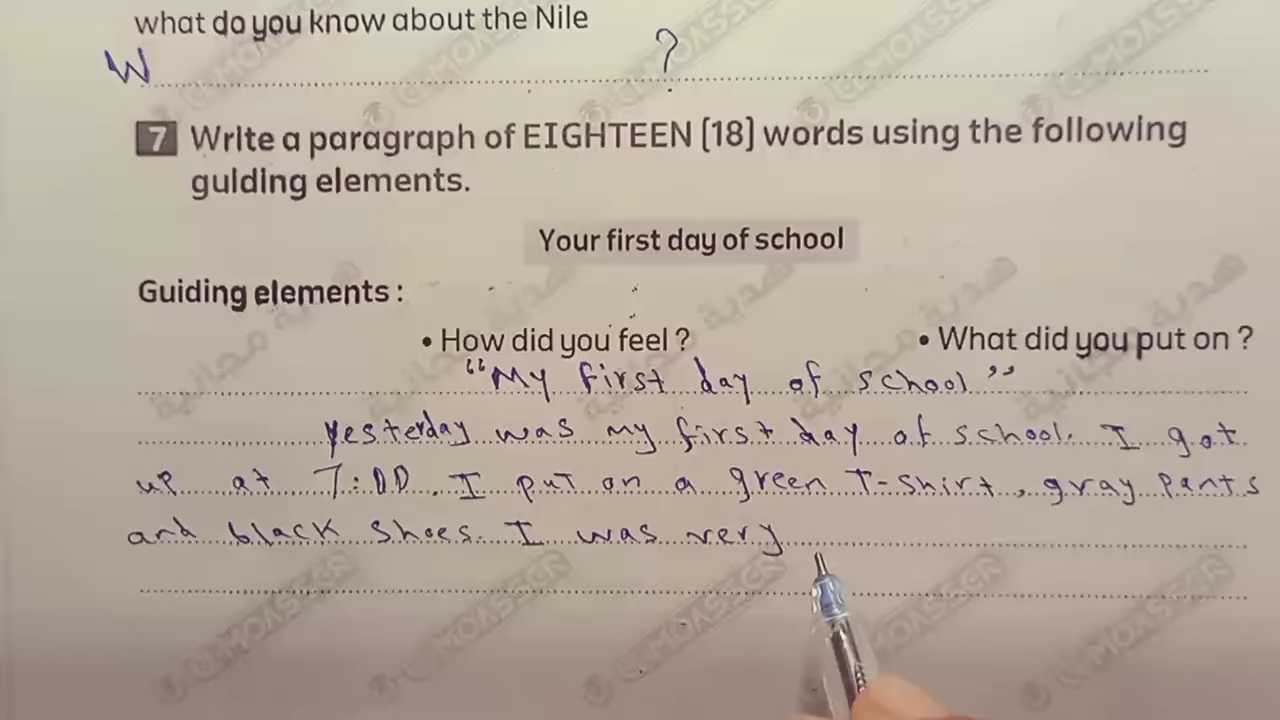 what do you know about the Nile
W ?
7 Write a paragraph of EIGHTEEN (18) words using the following
guiding elements.
Your first day of school
Guiding elements :
• How did you feel ? • What did you put on ?
"My first day of school"
yesterday was my first day of school. I got
up at 7:00. I put on a green T-shirt, gray pants
and black shoes. I was very